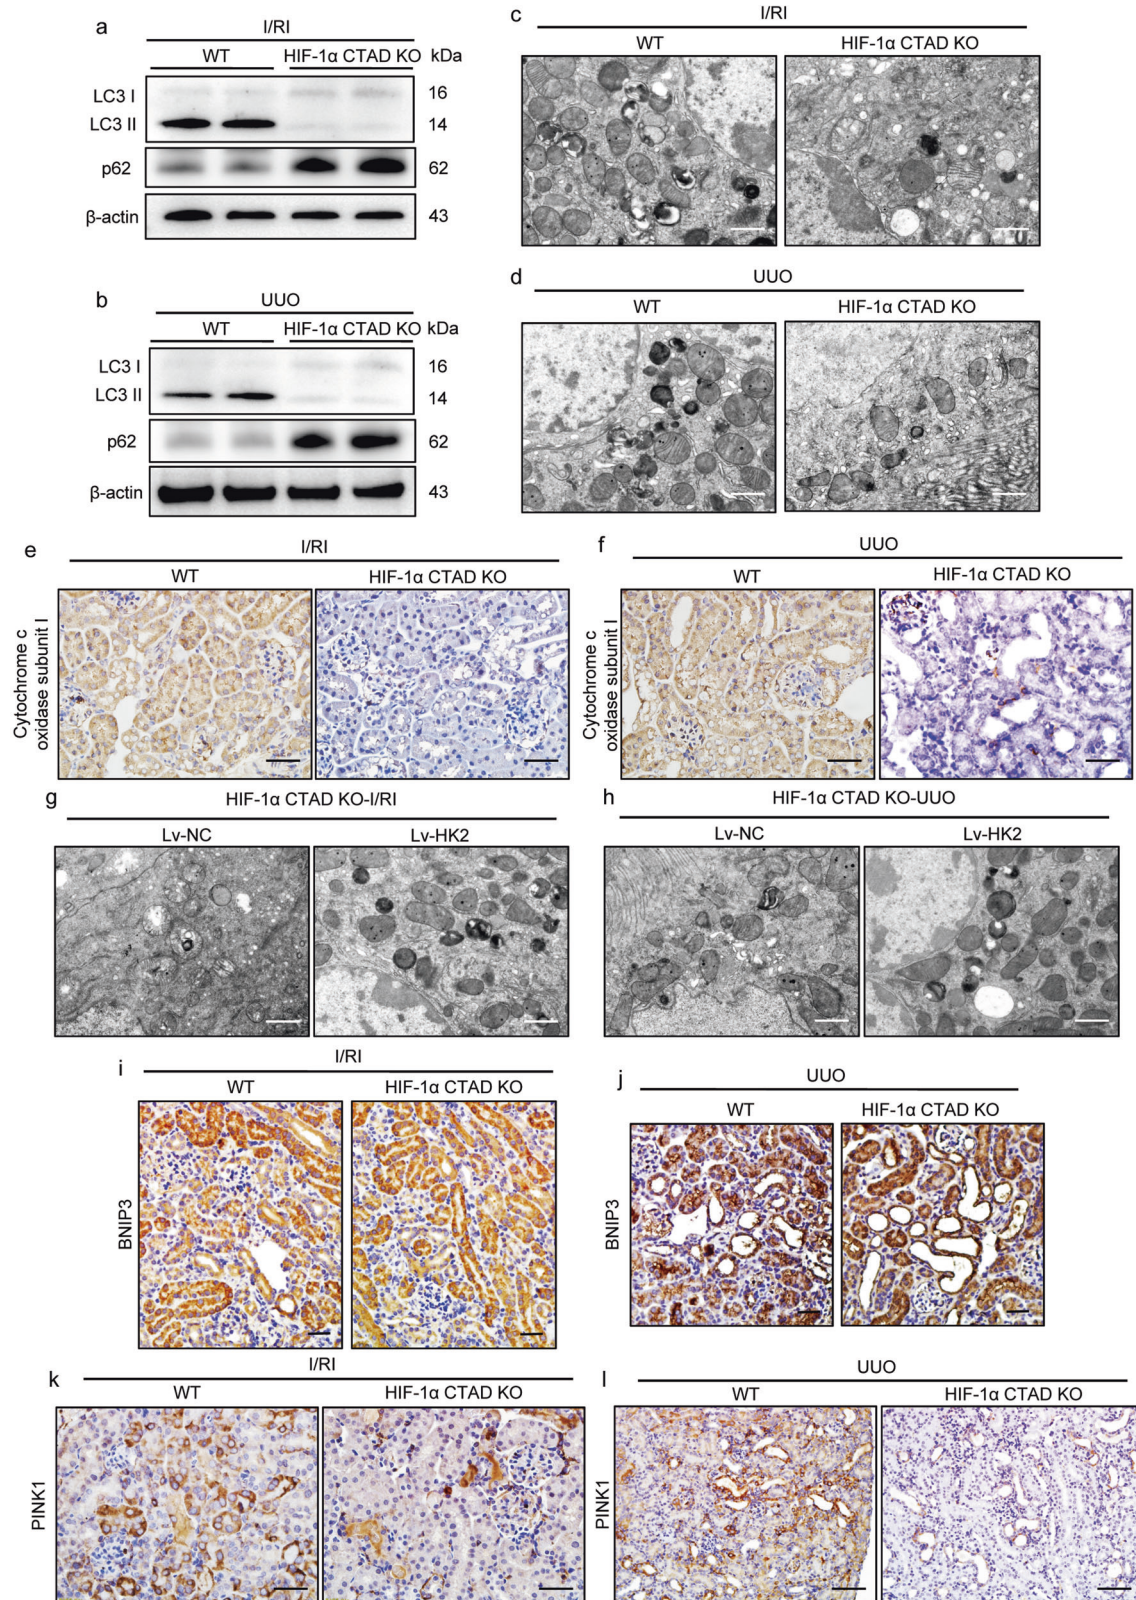 a
I/RI
WT HIF-1α CTAD KO kDa
LC3 I 16
LC3 II 14
p62 62
β-actin 43
b
UUO
WT HIF-1α CTAD KO kDa
LC3 I 16
LC3 II 14
p62 62
β-actin 43
c
I/RI
WT HIF-1α CTAD KO
d
UUO
WT HIF-1α CTAD KO
e
I/RI
WT HIF-1α CTAD KO
Cytochrome c
oxidase subunit I
f
UUO
WT HIF-1α CTAD KO
Cytochrome c
oxidase subunit I
g
HIF-1α CTAD KO-I/RI
Lv-NC Lv-HK2
h
HIF-1α CTAD KO-UUO
Lv-NC Lv-HK2
i
I/RI
WT HIF-1α CTAD KO
BNIP3
j
UUO
WT HIF-1α CTAD KO
BNIP3
k
I/RI
WT HIF-1α CTAD KO
PINK1
l
UUO
WT HIF-1α CTAD KO
PINK1